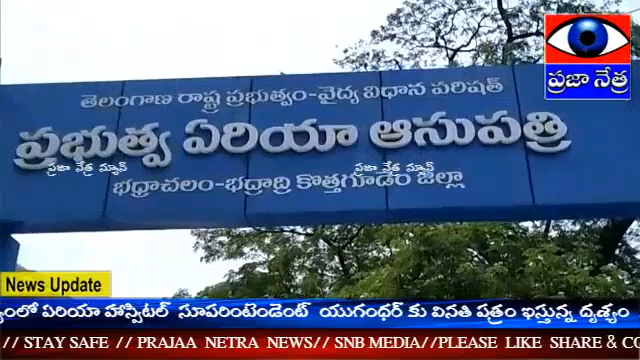 తెలంగాణ రాష్ట్ర ప్రభుత్వం-వైద్య విధాన పరిషత్
ప్రజా నేత్ర
ప్రభుత్వ ఏరియా ఆసుపత్రి
ప్రజా నేత్ర న్యూస్ ప్రజా నేత్ర న్యూస్
భద్రాచలం-భద్రాద్రి కొత్తగూడెం జిల్లా
News Update
ఏరియా హాస్పిటల్ సూపరింటెండెంట్ యుగంధర్ కు వినతి పత్రం ఇస్తున్న దృశ్యం
// STAY SAFE // PRAJAA NETRA NEWS// SNB MEDIA//PLEASE LIKE SHARE & CO